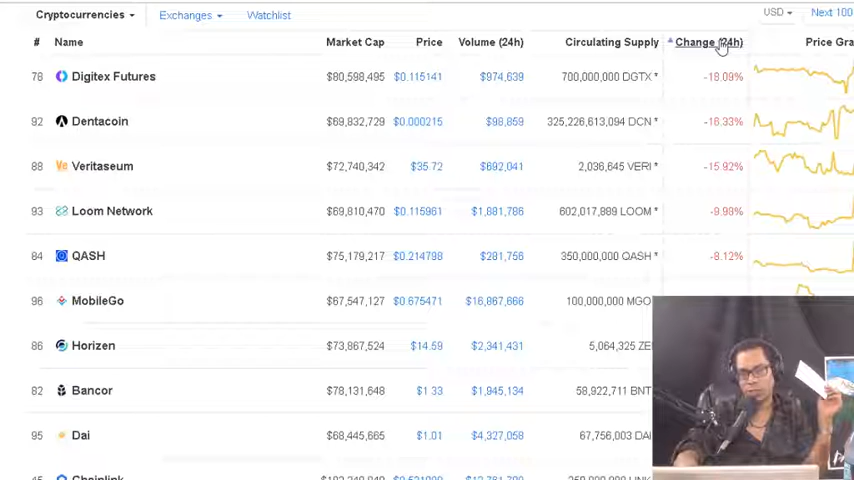 Cryptocurrencies Exchanges Watchlist USD Next 100
# Name Market Cap Price Volume (24h) Circulating Supply Change (24h) Price Gra
78 Digitex Futures $80,598,495 $0.115141 $974,639 700,000,000 DGTX * -18.09%
92 Dentacoin $69,832,729 $0.000215 $98,859 325,226,613,094 DCN * -16.33%
88 Veritaseum $72,740,342 $35.72 $692,041 2,036,645 VERI * -15.92%
93 Loom Network $69,810,470 $0.115961 $1,881,786 602,017,889 LOOM * -9.98%
84 QASH $75,179,217 $0.214798 $281,756 350,000,000 QASH * -8.12%
96 MobileGo $67,547,127 $0.675471 $16,867,666 100,000,000 MGO
86 Horizen $73,867,524 $14.59 $2,341,431 5,064,325 ZE
82 Bancor $78,131,648 $1.33 $1,945,134 58,922,711 BNT
95 Dai $68,445,665 $1.01 $4,327,058 67,756,003 DAI
Chainlink